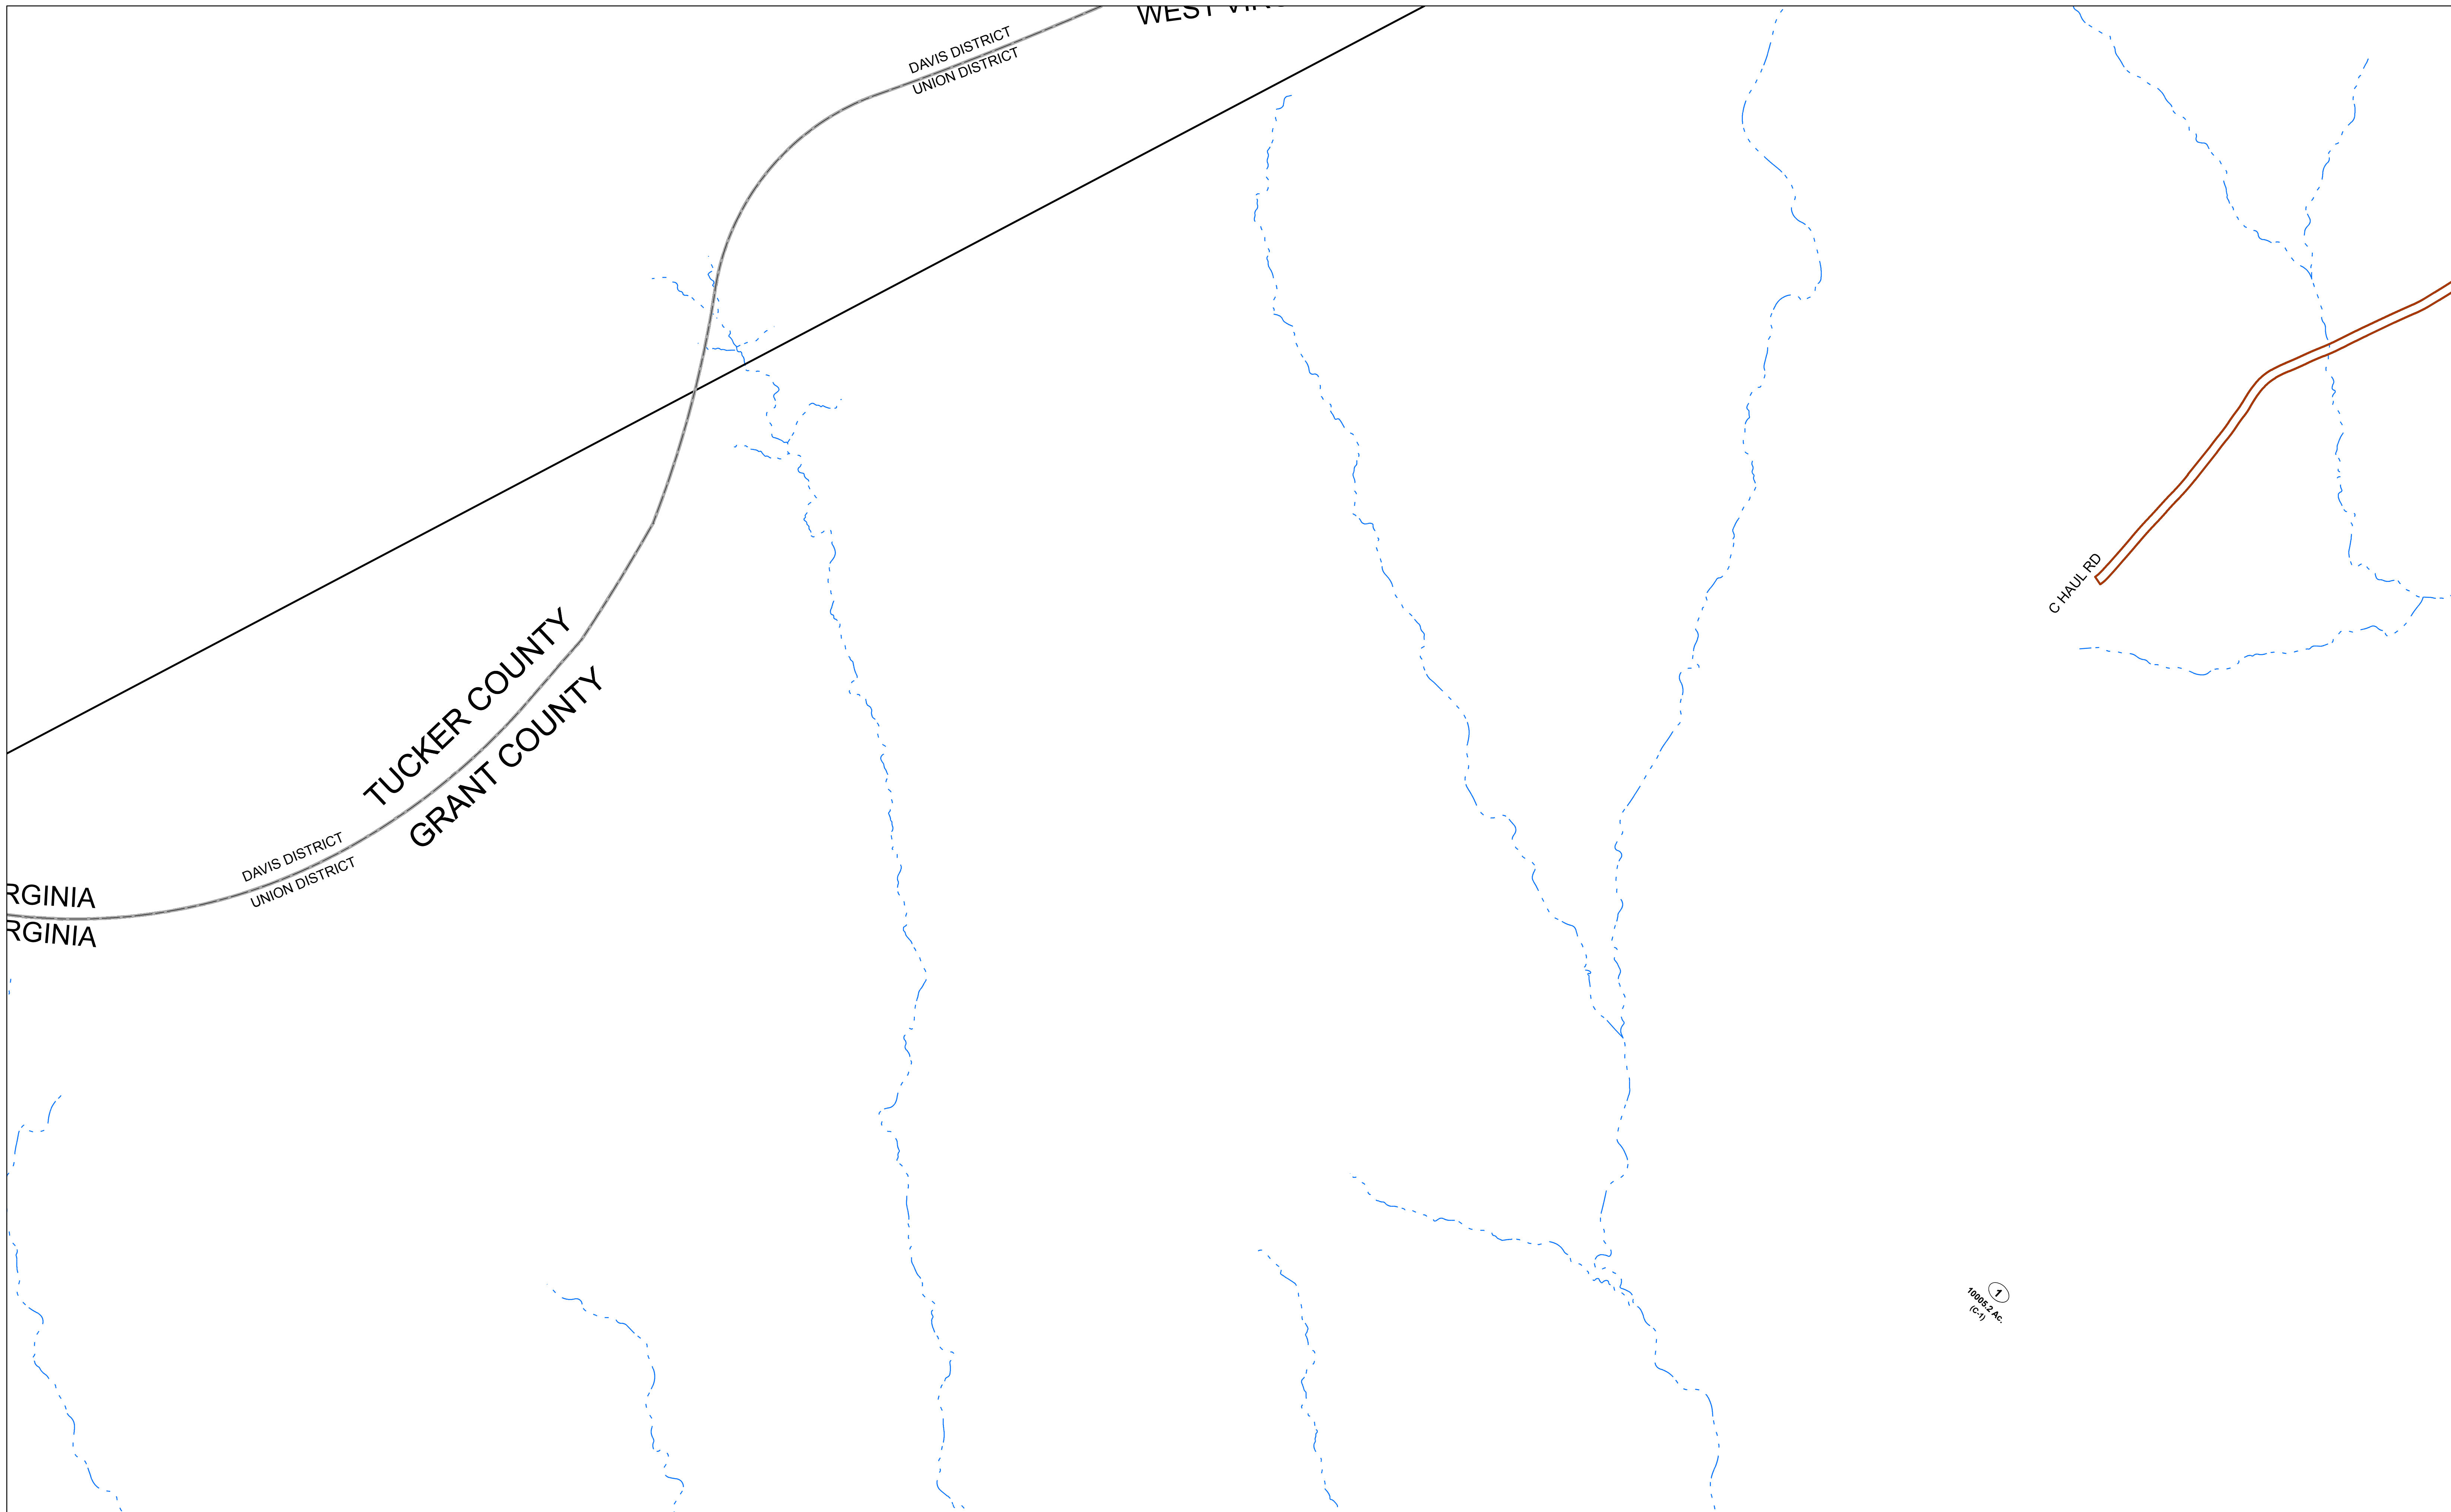 DAVIS DISTRICT
UNION DISTRICT
C HAUL RD
TUCKER COUNTY
GRANT COUNTY
DAVIS DISTRICT
UNION DISTRICT
RGINIA
RGINIA
1
10005.2 Ac.
(C-1)